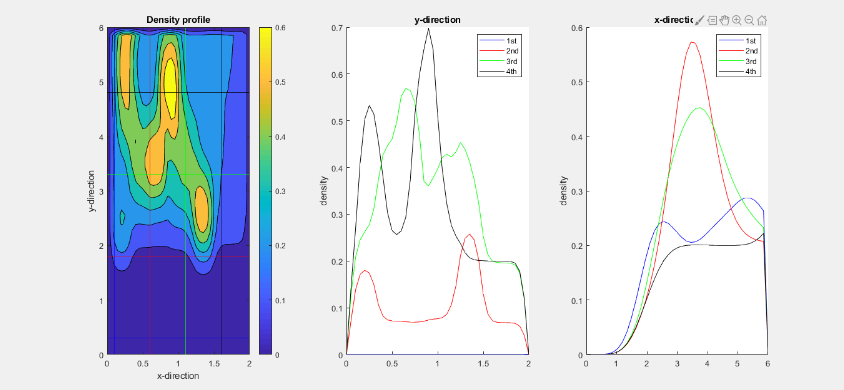 Density profile
y-direction
x-directic
6
5
4
3
2
1
0
0 0.5 1 1.5 2
x-direction
y-direction
0.6
0.5
0.4
0.3
0.2
0.1
0
0.7
0.6
0.5
0.4
0.3
0.2
0.1
0
0 0.5 1 1.5 2
density
1st
2nd
3rd
4th
0.6
0.5
0.4
0.3
0.2
0.1
0
0 1 2 3 4 5 6
density
1st
2nd
3rd
4th